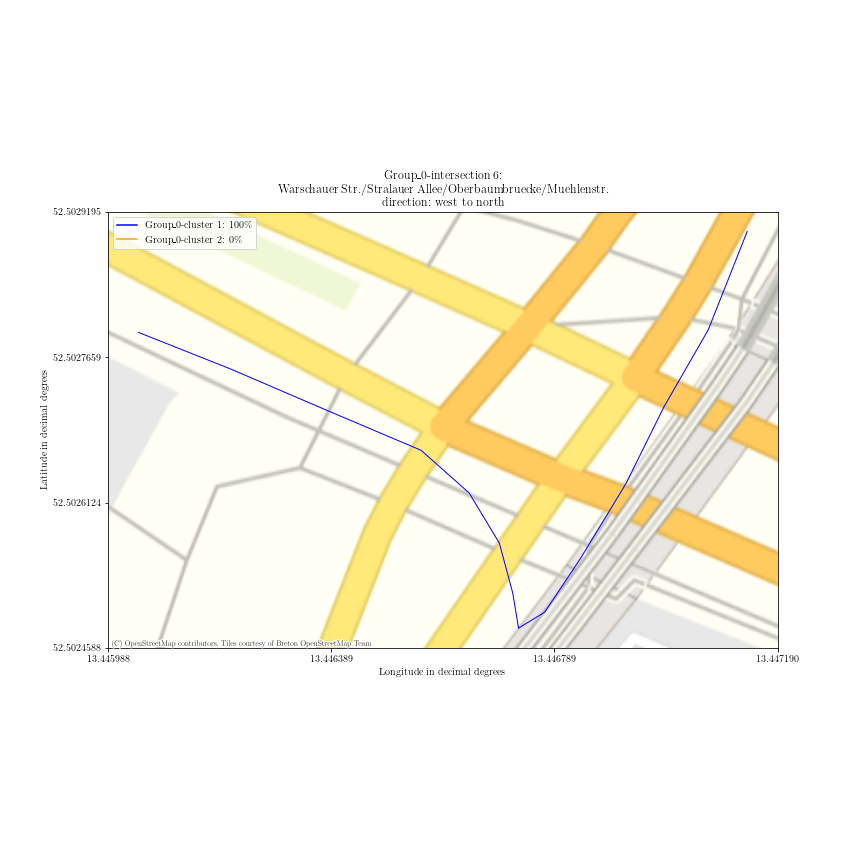 Group_0-intersection 6:
Warschauer Str./Stralauer Allee/Oberbaumbruecke/Muehlenstr.
direction: west to north
Group_0-cluster 1: 100%
Group_0-cluster 2: 0%
52.5029195
52.5027659
52.5026124
52.5024588
Latitude in decimal degrees
(C) OpenStreetMap contributors, Tiles courtesy of Breton OpenStreetMap Team
13.445988
13.446389
13.446789
13.447190
Longitude in decimal degrees